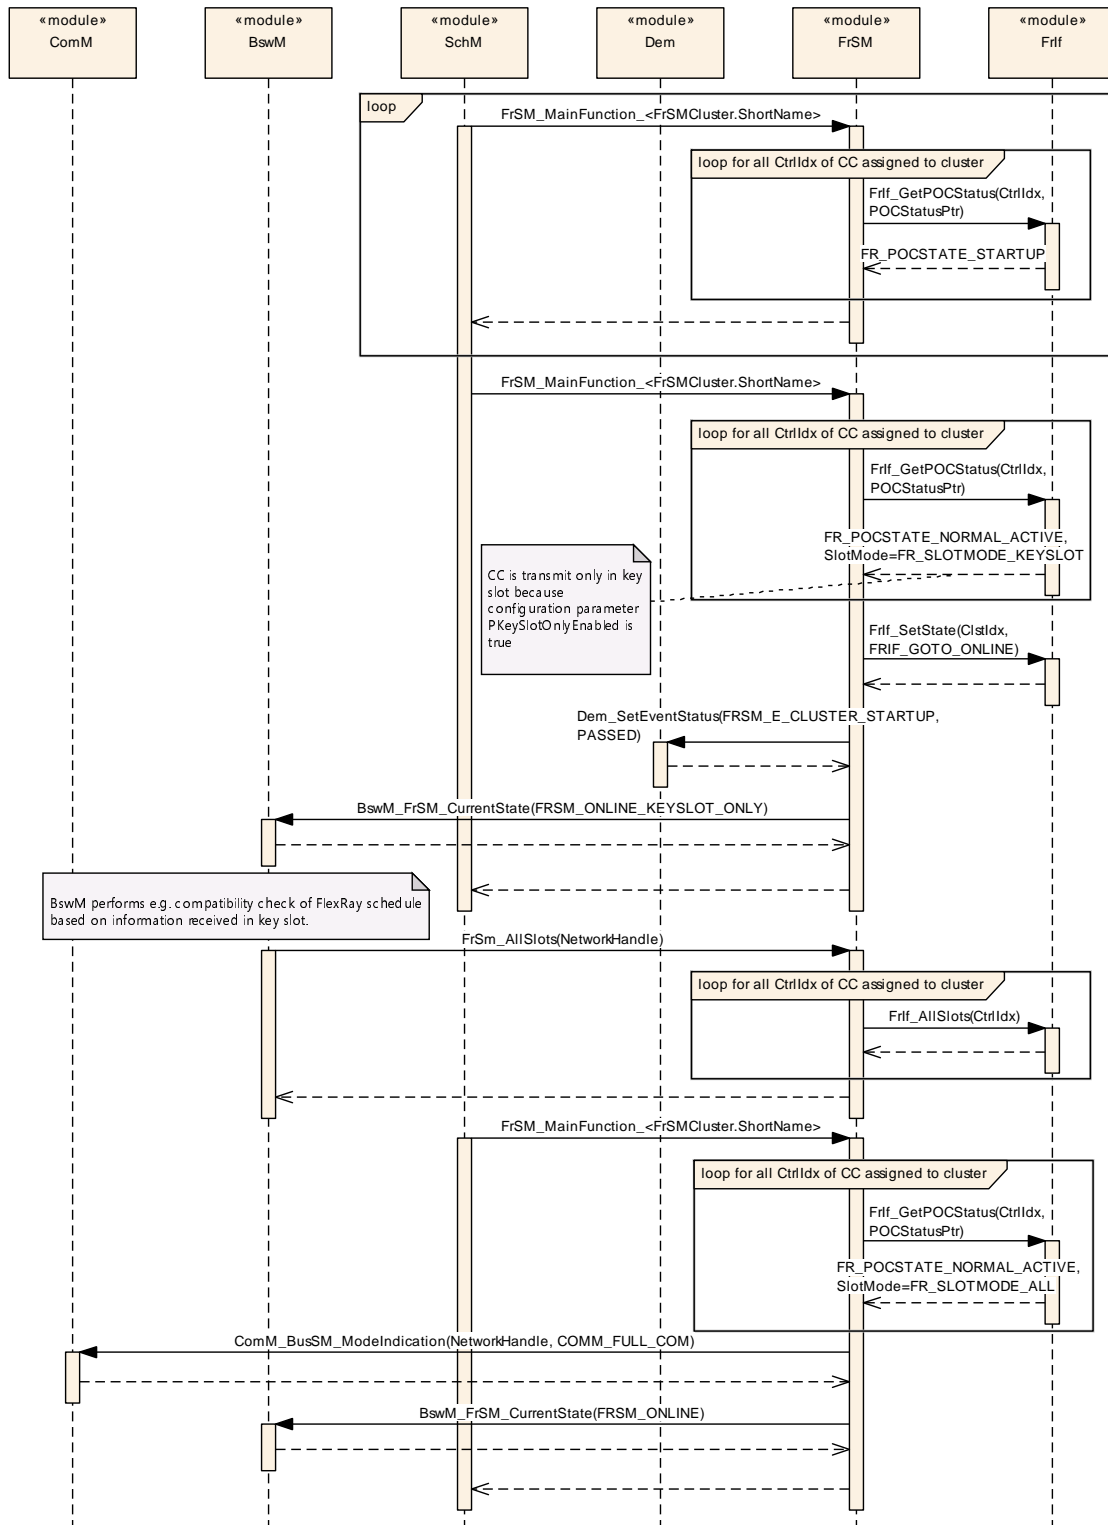 «module»
ComM
«module»
BswM
«module»
SchM
«module»
Dem
«module»
FrSM
«module»
FrIf
loop
FrSM_MainFunction_<FrSMCluster.ShortName>
loop for all CtrlIdx of CC assigned to cluster
FrIf_GetPOCStatus(CtrlIdx,
POCStatusPtr)
FR_POCSTATE_STARTUP
FrSM_MainFunction_<FrSMCluster.ShortName>
loop for all CtrlIdx of CC assigned to cluster
FrIf_GetPOCStatus(CtrlIdx,
POCStatusPtr)
FR_POCSTATE_NORMAL_ACTIVE,
SlotMode=FR_SLOTMODE_KEYSLOT
CC is transmit only in key
slot because
configuration parameter
PKeySlotOnlyEnabled is
true
FrIf_SetState(ClstIdx,
FRIF_GOTO_ONLINE)
Dem_SetEventStatus(FRSM_E_CLUSTER_STARTUP,
PASSED)
BswM_FrSM_CurrentState(FRSM_ONLINE_KEYSLOT_ONLY)
BswM performs e.g. compatibility check of FlexRay schedule
based on information received in key slot.
FrSm_AllSlots(NetworkHandle)
loop for all CtrlIdx of CC assigned to cluster
FrIf_AllSlots(CtrlIdx)
FrSM_MainFunction_<FrSMCluster.ShortName>
loop for all CtrlIdx of CC assigned to cluster
FrIf_GetPOCStatus(CtrlIdx,
POCStatusPtr)
FR_POCSTATE_NORMAL_ACTIVE,
SlotMode=FR_SLOTMODE_ALL
ComM_BusSM_ModeIndication(NetworkHandle, COMM_FULL_COM)
BswM_FrSM_CurrentState(FRSM_ONLINE)